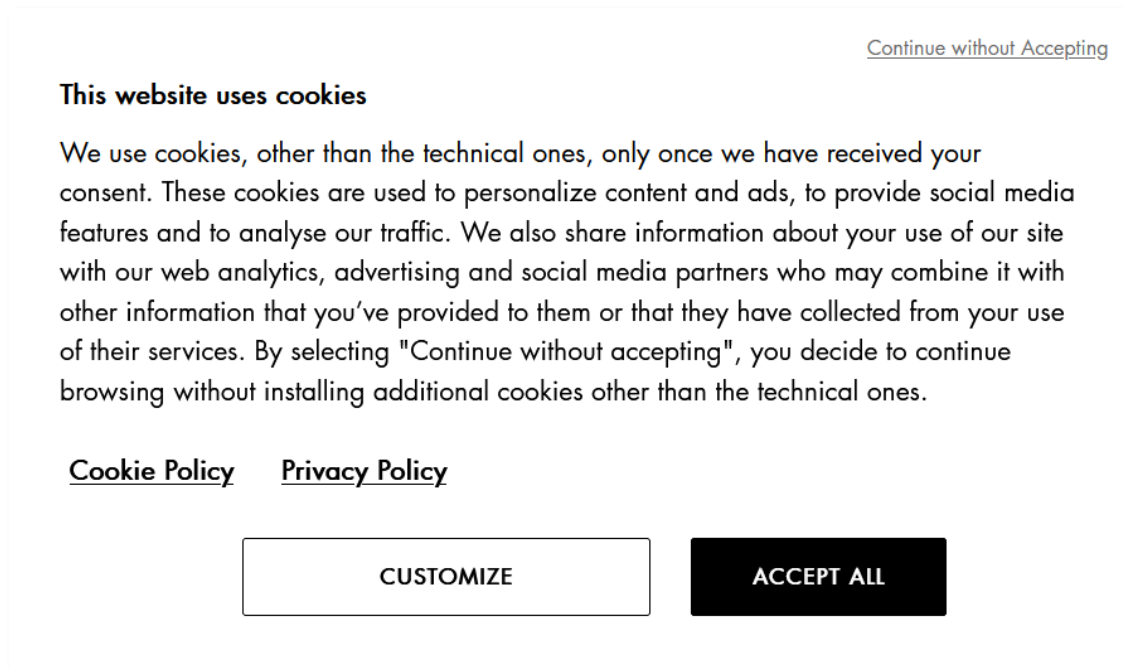 Continue without Accepting
This website uses cookies
We use cookies, other than the technical ones, only once we have received your
consent. These cookies are used to personalize content and ads, to provide social media
features and to analyse our traffic. We also share information about your use of our site
with our web analytics, advertising and social media partners who may combine it with
other information that you’ve provided to them or that they have collected from your use
of their services. By selecting "Continue without accepting", you decide to continue
browsing without installing additional cookies other than the technical ones.
Cookie Policy Privacy Policy
CUSTOMIZE ACCEPT ALL